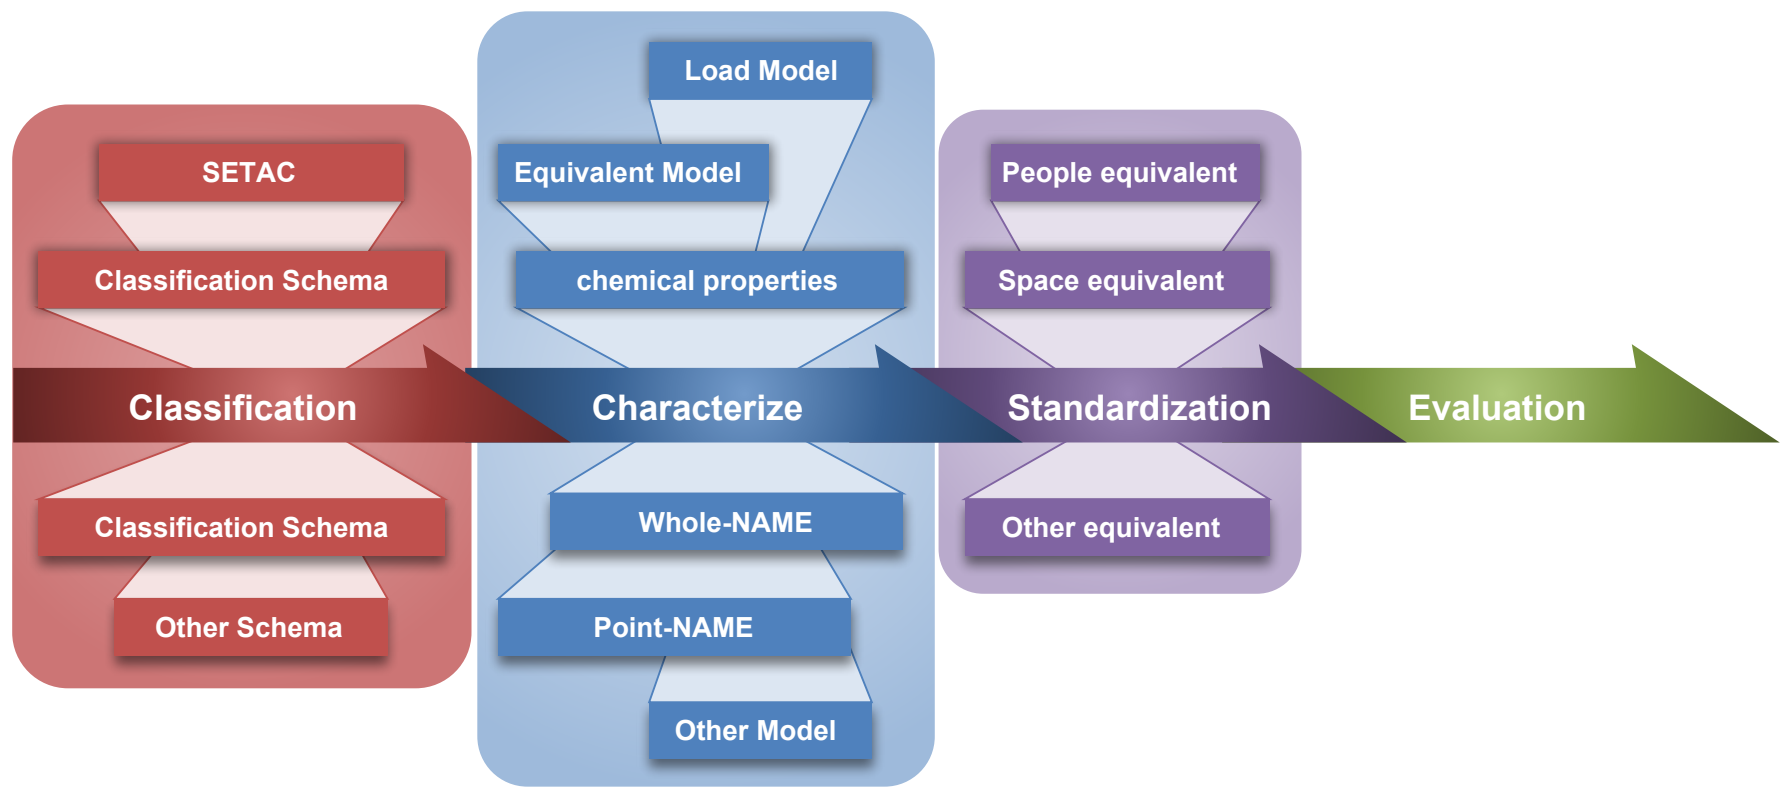 SETAC
Classification Schema
Classification
Classification Schema
Other Schema
Load Model
Equivalent Model
chemical properties
Characterize
Whole-NAME
Point-NAME
Other Model
People equivalent
Space equivalent
Standardization
Other equivalent
Evaluation